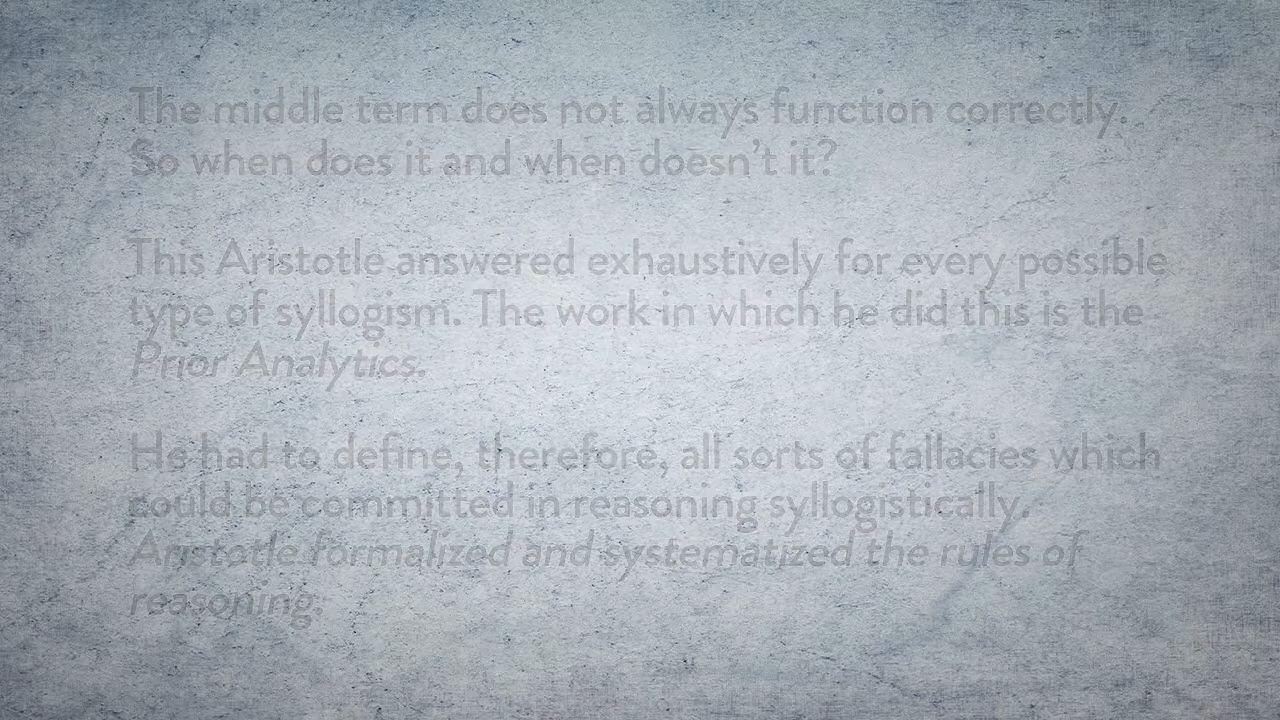 The middle term does not always function correctly.
So when does it and when doesn’t it?
This Aristotle answered exhaustively for every possible
type of syllogism. The work in which he did this is the
Prior Analytics.
He had to define, therefore, all sorts of fallacies which
could be committed in reasoning syllogistically.
Aristotle formalized and systematized the rules of
reasoning.